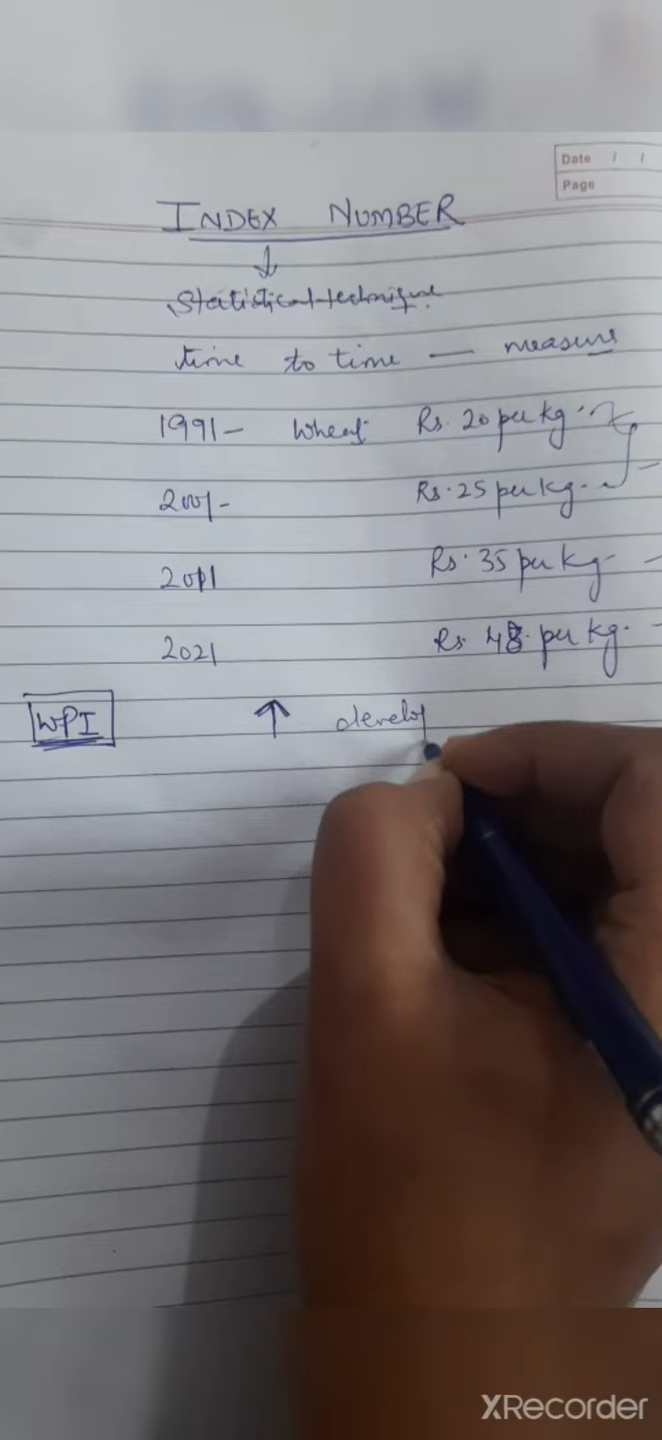 Date / /
Page
INDEX NUMBER
↓
Statistical technique
time to time — measure
1991 - Wheat Rs. 20 per kg.
2001 - Rs. 25 per kg.
2011 Rs. 35 per kg -
2021 Rs. 48 per kg.
WPI ↑ develop
XRecorder